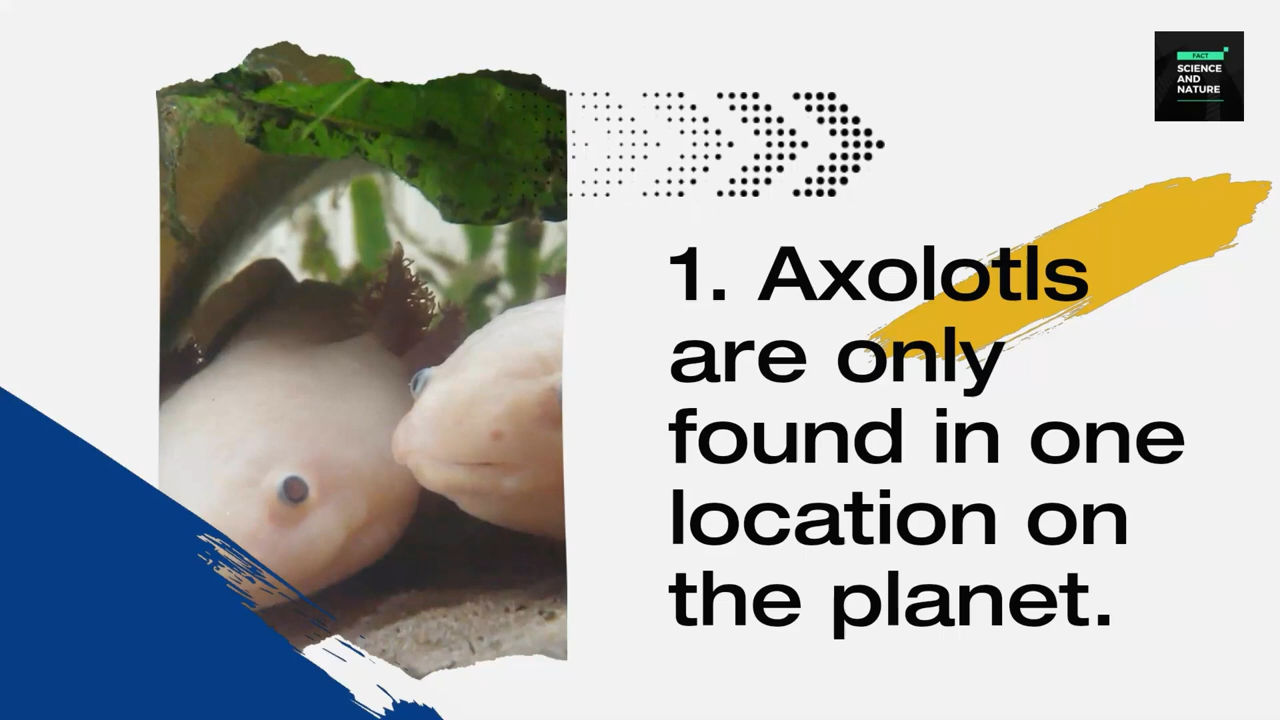 FACT
SCIENCE
AND
NATURE
1. Axolotls
are only
found in one
location on
the planet.